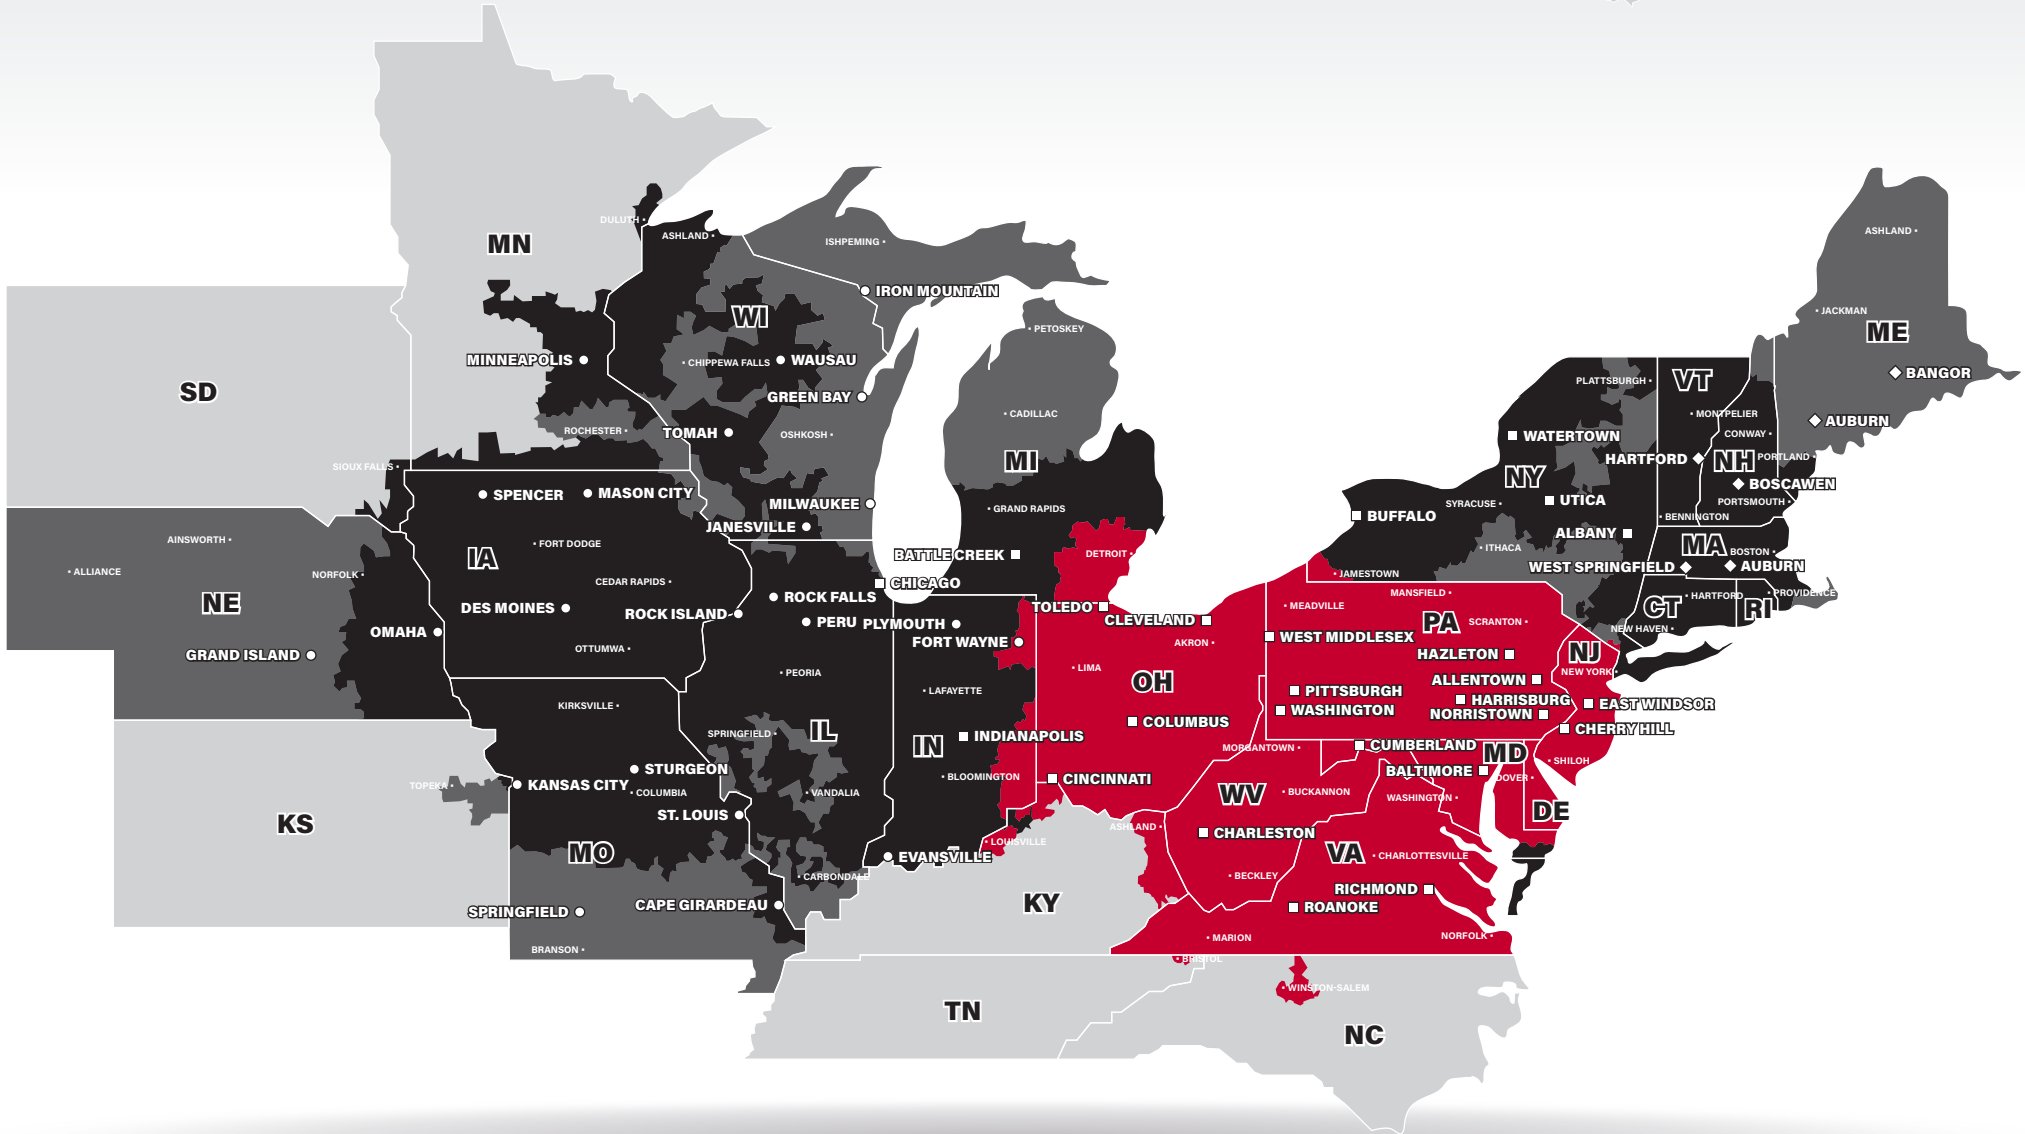 ASHLAND
DULUTH
ASHLAND
MN
ISHPEMING
IRON MOUNTAIN
JACKMAN
WI
PETOSKEY
ME
MINNEAPOLIS
CHIPPEWA FALLS
WAUSAU
BANGOR
PLATTSBURGH
VT
SD
GREEN BAY
CADILLAC
MONTPELIER
AUBURN
ROCHESTER
TOMAH
OSHKOSH
WATERTOWN
CONWAY
SIOUX FALLS
MI
HARTFORD
NH
PORTLAND
NY
BOSCAWEN
SPENCER
MASON CITY
MILWAUKEE
GRAND RAPIDS
SYRACUSE
UTICA
PORTSMOUTH
JANESVILLE
BUFFALO
BENNINGTON
AINSWORTH
FORT DODGE
ALBANY
MA
BOSTON
IA
BATTLE CREEK
DETROIT
ITHACA
WEST SPRINGFIELD
AUBURN
ALLIANCE
NORFOLK
CEDAR RAPIDS
CHICAGO
JAMESTOWN
NE
ROCK FALLS
MEADVILLE
MANSFIELD
CT
HARTFORD
RI
PROVIDENCE
DES MOINES
ROCK ISLAND
TOLEDO
CLEVELAND
PA
SCRANTON
OMAHA
PERU
PLYMOUTH
NEW HAVEN
FORT WAYNE
AKRON
WEST MIDDLESEX
GRAND ISLAND
OTTUMWA
HAZLETON
NJ
PEORIA
LIMA
OH
ALLENTOWN
NEW YORK
KIRKSVILLE
LAFAYETTE
PITTSBURGH
HARRISBURG
EAST WINDSOR
WASHINGTON
NORRISTOWN
SPRINGFIELD
IL
IN
INDIANAPOLIS
COLUMBUS
CHERRY HILL
MORGANTOWN
CUMBERLAND
MD
STURGEON
BALTIMORE
SHILOH
TOPEKA
KANSAS CITY
COLUMBIA
VANDALIA
BLOOMINGTON
CINCINNATI
WV
BUCKANNON
WASHINGTON
DOVER
KS
ST. LOUIS
ASHLAND
CHARLESTON
DE
MO
EVANSVILLE
LOUISVILLE
VA
CHARLOTTESVILLE
CARBONDALE
BECKLEY
SPRINGFIELD
CAPE GIRARDEAU
KY
RICHMOND
ROANOKE
BRANSON
MARION
NORFOLK
BRISTOL
WINSTON-SALEM
TN
NC